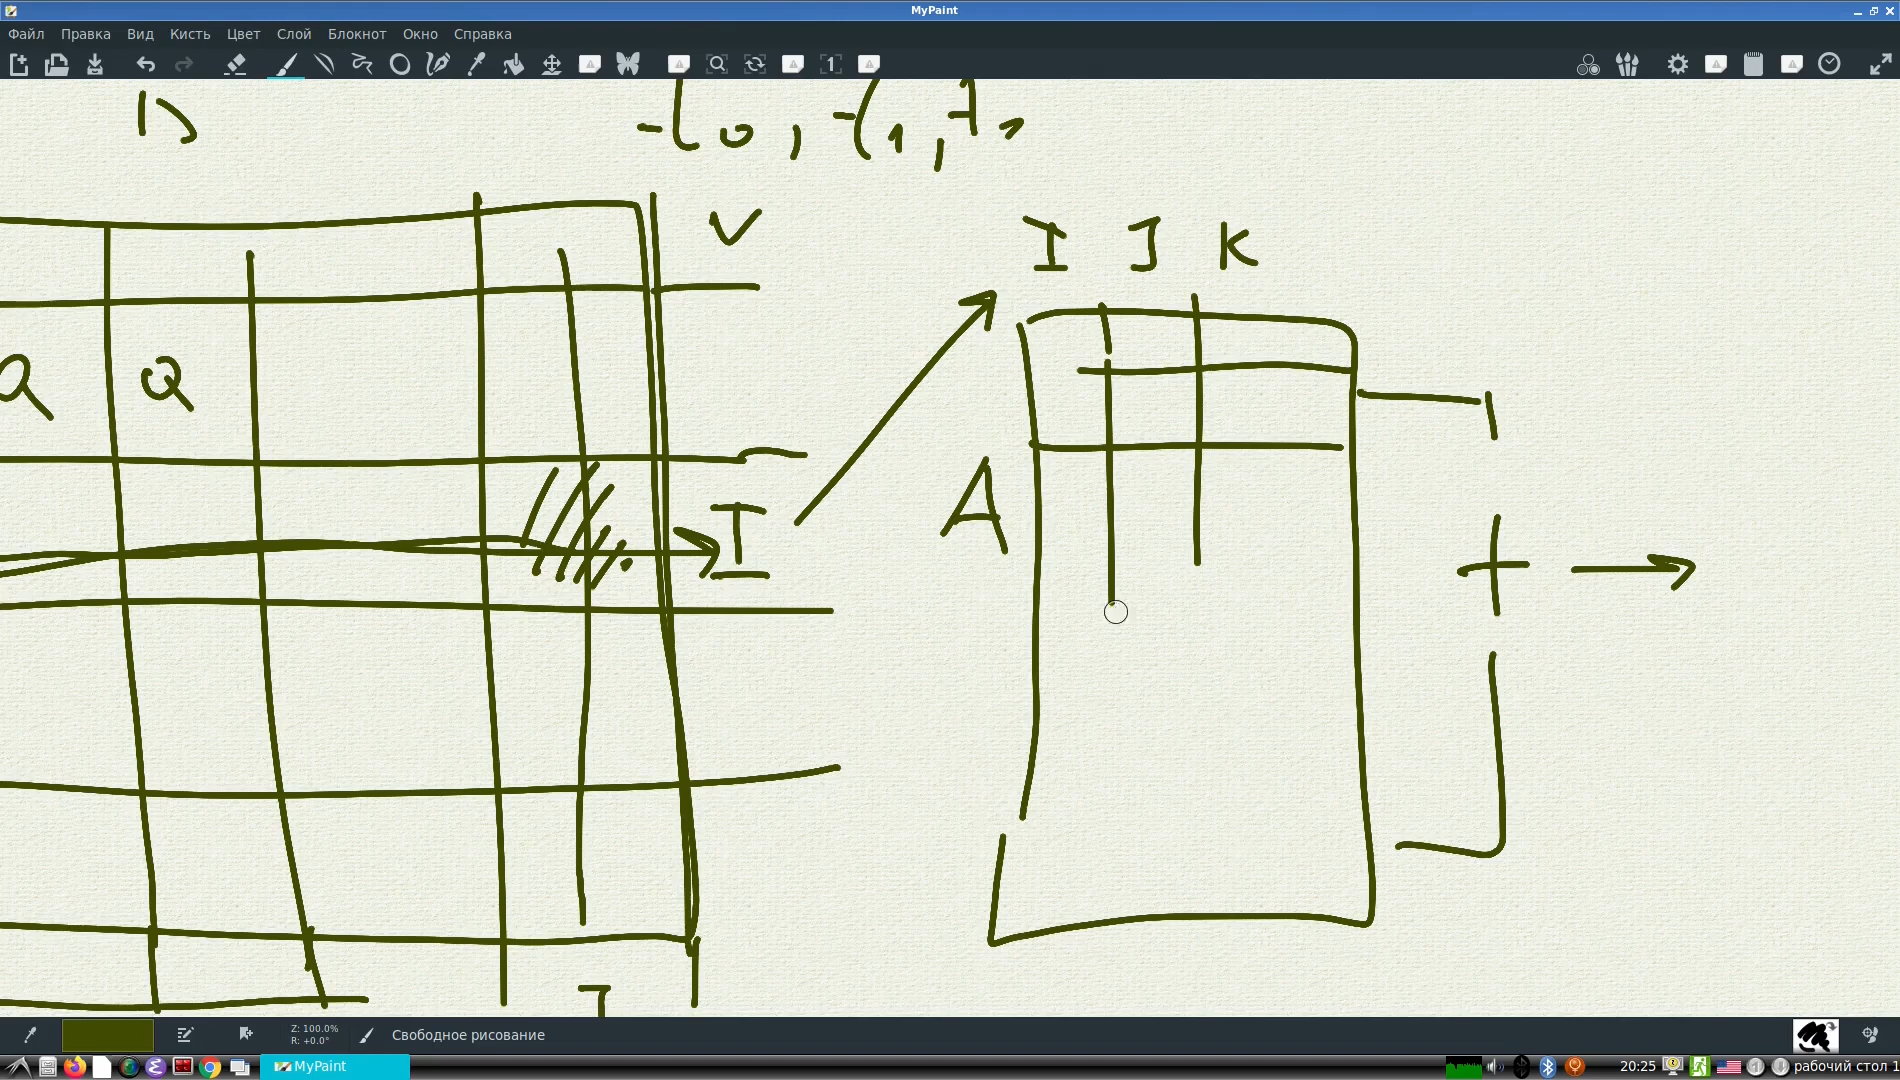 MyPaint
Файл Правка Вид Кисть Цвет Слой Блокнот Окно Справка
I J K
V
Q Q
I
A
Z: 100.0%
R: +0.0°
Свободное рисование
MyPaint
20:25
рабочий стол 1